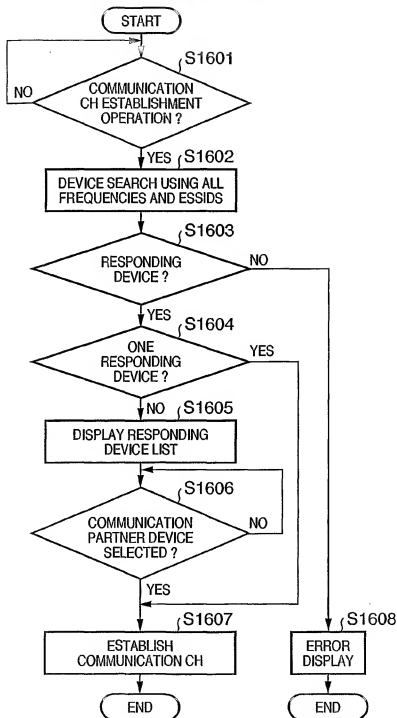 START
S1601
COMMUNICATION
CH ESTABLISHMENT
OPERATION ?
NO
YES
S1602
DEVICE SEARCH USING ALL
FREQUENCIES AND ESSIDS
S1603
RESPONDING
DEVICE ?
NO
YES
S1604
ONE
RESPONDING
DEVICE ?
YES
NO
S1605
DISPLAY RESPONDING
DEVICE LIST
S1606
COMMUNICATION
PARTNER DEVICE
SELECTED ?
NO
YES
S1607
ESTABLISH
COMMUNICATION CH
S1608
ERROR
DISPLAY
END
END